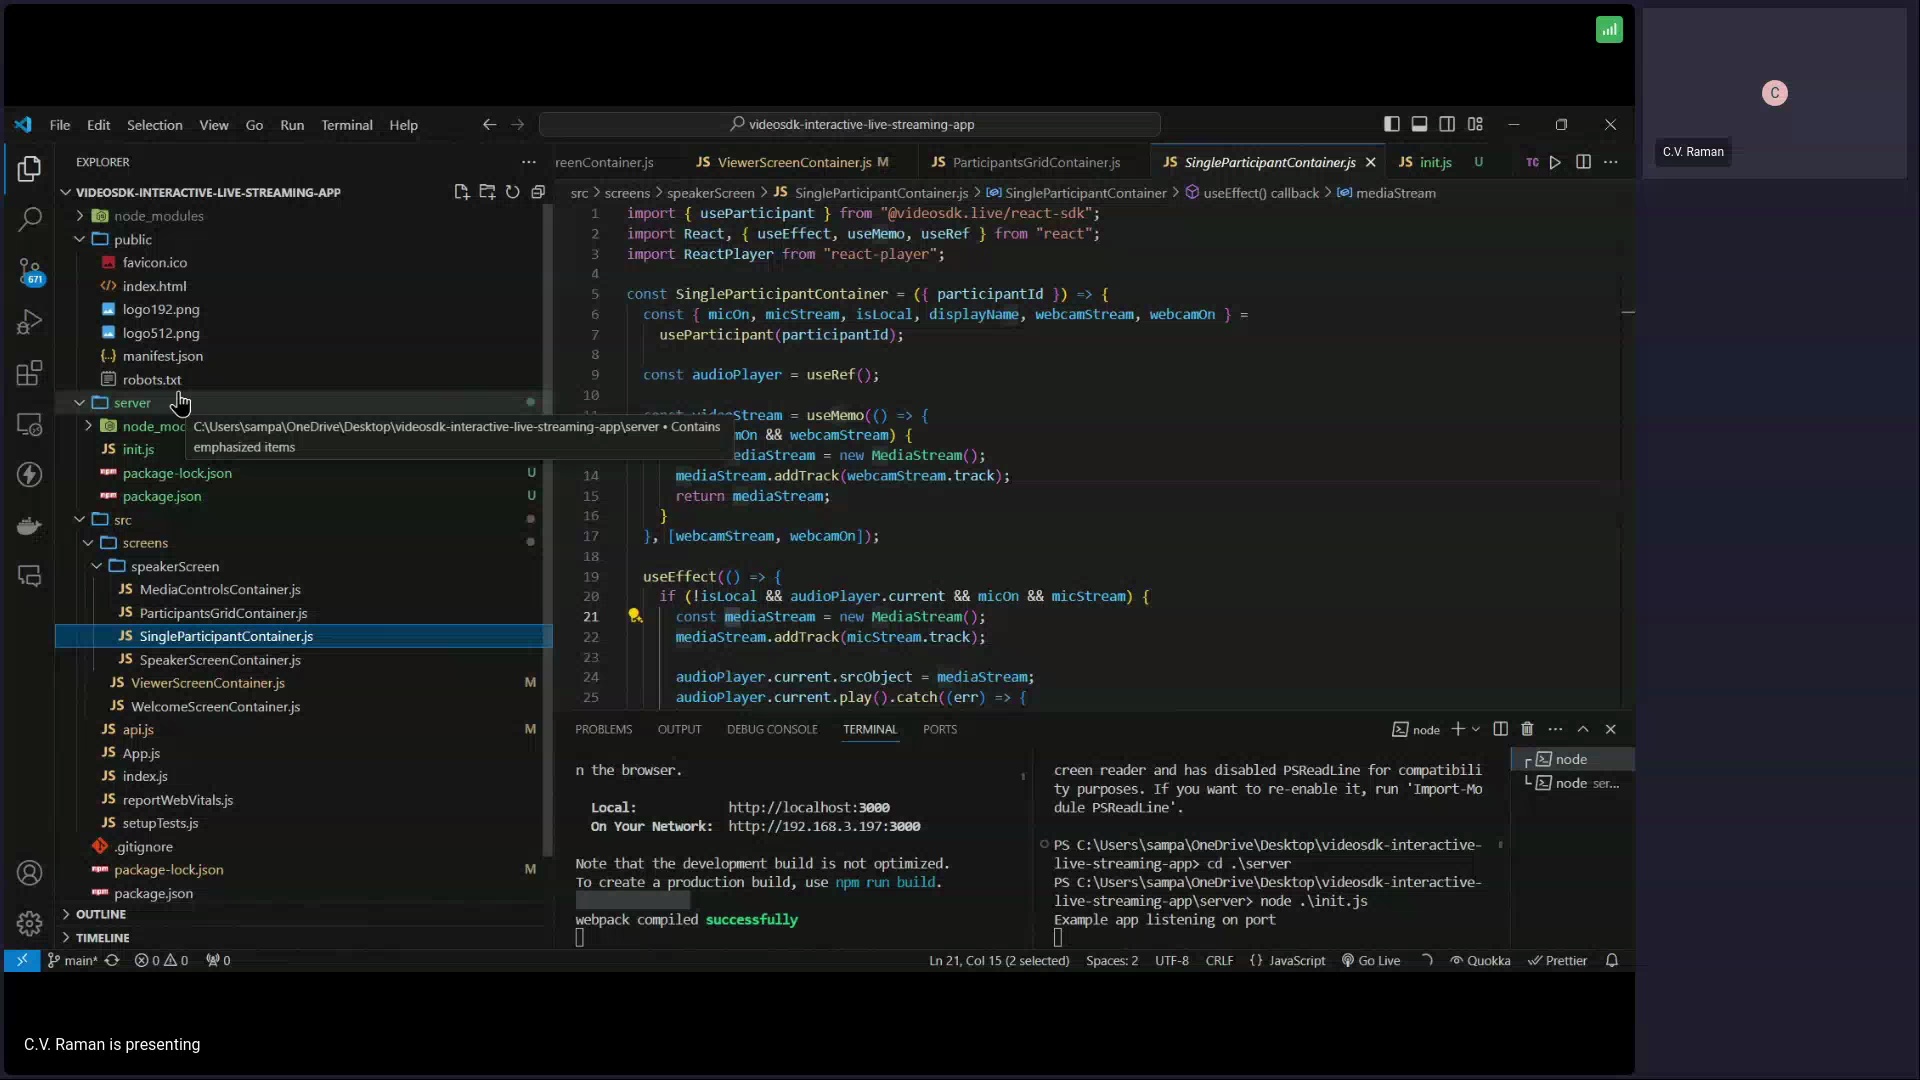 File Edit Selection View Go Run Terminal Help
videosdk-interactive-live-streaming-app
EXPLORER
VIDEOSDK-INTERACTIVE-LIVE-STREAMING-APP
node_modules
public
favicon.ico
index.html
logo192.png
logo512.png
manifest.json
robots.txt
server
node_mod
init.js
package-lock.json U
package.json U
src
screens
speakerScreen
MediaControlsContainer.js
ParticipantsGridContainer.js
SingleParticipantContainer.js
SpeakerScreenContainer.js
ViewerScreenContainer.js M
WelcomeScreenContainer.js
api.js M
App.js
index.js
reportWebVitals.js
setupTests.js
.gitignore
package-lock.json M
package.json
OUTLINE
TIMELINE
671
C:\Users\sampa\OneDrive\Desktop\videosdk-interactive-live-streaming-app\server • Contains
emphasized items
reenContainer.js JS ViewerScreenContainer.js M JS ParticipantsGridContainer.js JS SingleParticipantContainer.js JS init.js U TC
src > screens > speakerScreen > JS SingleParticipantContainer.js > SingleParticipantContainer > useEffect() callback > mediaStream
1 import { useParticipant } from "@videosdk.live/react-sdk";
2 import React, { useEffect, useMemo, useRef } from "react";
3 import ReactPlayer from "react-player";
4
5 const SingleParticipantContainer = ({ participantId }) => {
6 const { micOn, micStream, isLocal, displayName, webcamStream, webcamOn } =
7 useParticipant(participantId);
8
9 const audioPlayer = useRef();
10
const videoStream = useMemo(() => {
mOn && webcamStream) {
ediaStream = new MediaStream();
14 mediaStream.addTrack(webcamStream.track);
15 return mediaStream;
16 }
17 }, [webcamStream, webcamOn]);
18
19 useEffect(() => {
20 if (!isLocal && audioPlayer.current && micOn && micStream) {
21 const mediaStream = new MediaStream();
22 mediaStream.addTrack(micStream.track);
23
24 audioPlayer.current.srcObject = mediaStream;
25 audioPlayer.current.play().catch((err) => {
PROBLEMS OUTPUT DEBUG CONSOLE TERMINAL PORTS
node
n the browser.
Local: http://localhost:3000
On Your Network: http://192.168.3.197:3000
Note that the development build is not optimized.
To create a production build, use npm run build.
webpack compiled successfully
creen reader and has disabled PSReadLine for compatibili
ty purposes. If you want to re-enable it, run 'Import-Mo
dule PSReadLine'.
PS C:\Users\sampa\OneDrive\Desktop\videosdk-interactive-
live-streaming-app> cd .\server
PS C:\Users\sampa\OneDrive\Desktop\videosdk-interactive-
live-streaming-app\server> node .\init.js
Example app listening on port
node
node ser...
main* 0 0 0
Ln 21, Col 15 (2 selected) Spaces: 2 UTF-8 CRLF {} JavaScript Go Live Quokka Prettier
C
C.V. Raman
C.V. Raman is presenting